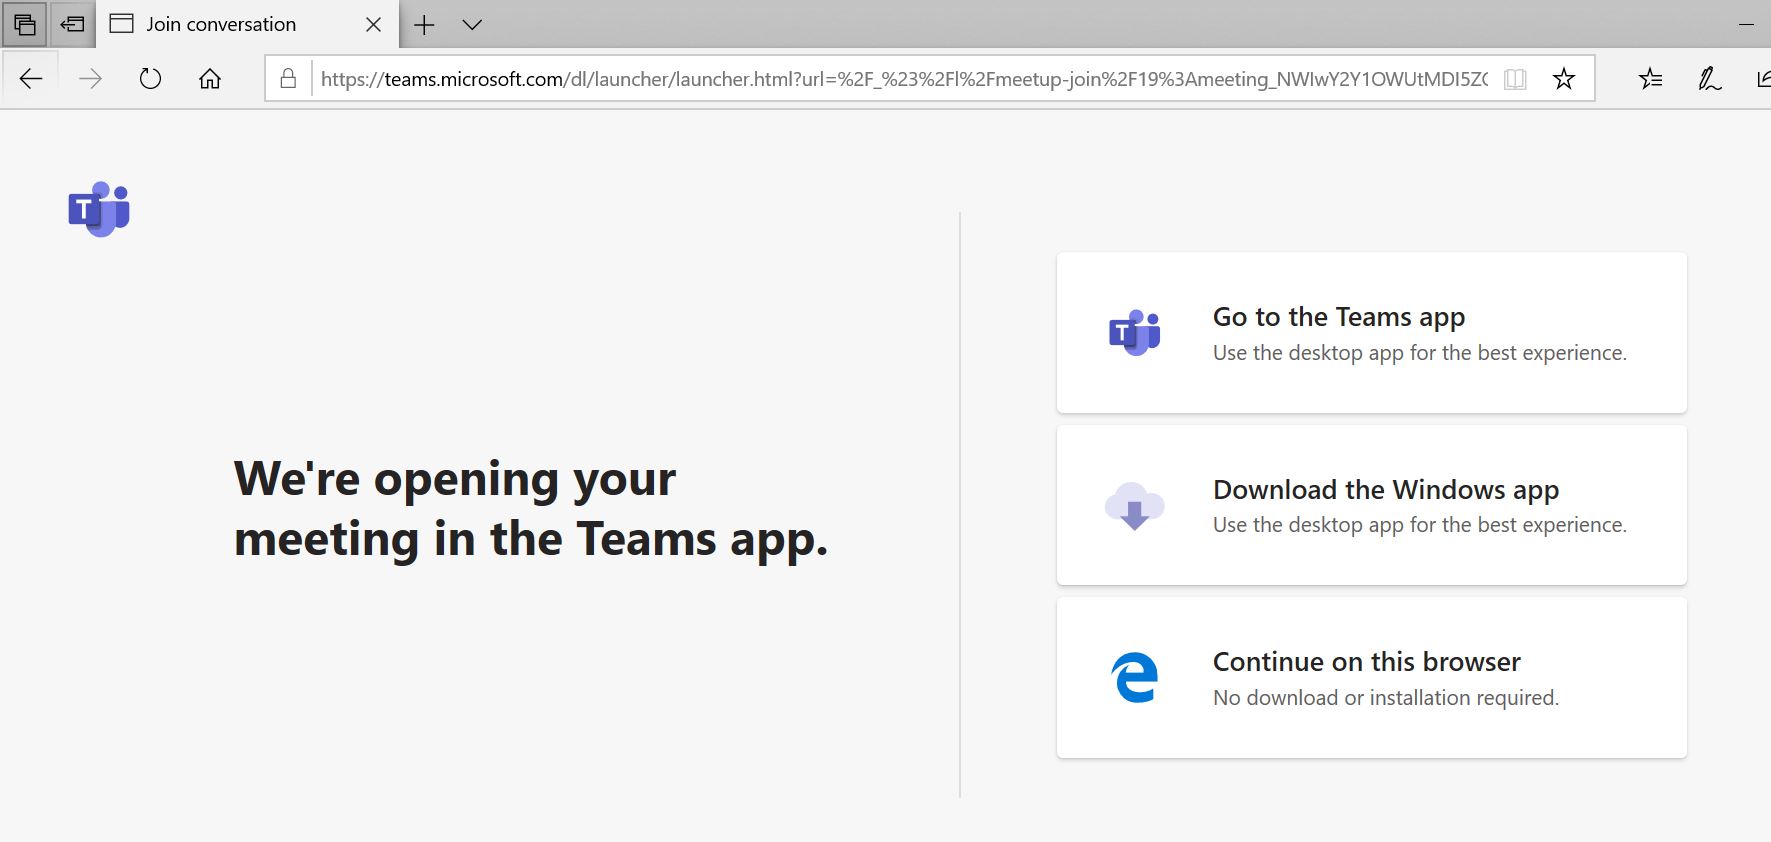 Join conversation
https://teams.microsoft.com/dl/launcher/launcher.html?url=%2F_%23%2Fl%2Fmeetup-join%2F19%3Ameeting_NWIwY2Y1OWUtMDI5ZC
T
We're opening your
meeting in the Teams app.
T
Go to the Teams app
Use the desktop app for the best experience.
Download the Windows app
Use the desktop app for the best experience.
Continue on this browser
No download or installation required.